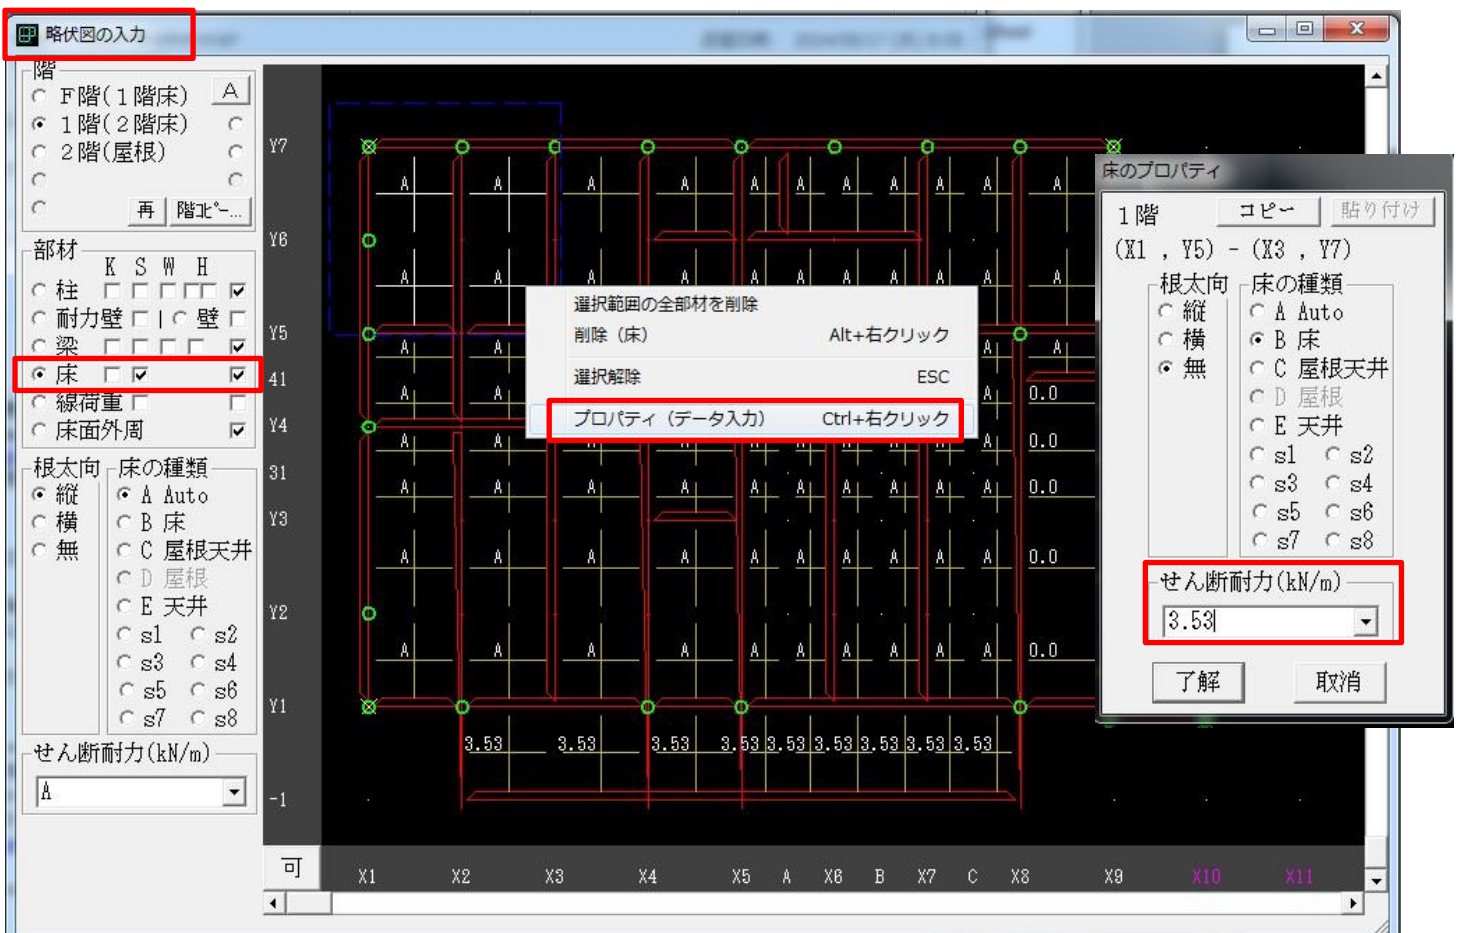 略伏図の入力
階
F階(1階床) A
1階(2階床)
2階(屋根)
再 階ｺﾋﾟｰ...
部材
K S W H
柱
耐力壁 | 壁
梁
床
線荷重
床面外周
根太向 床の種類
縦 A Auto
横 B 床
無 C 屋根天井
D 屋根
E 天井
s1 s2
s3 s4
s5 s6
s7 s8
せん断耐力(kN/m)
A
Y7
A A A A A A A A A A A
Y6
A A A A A A A A A A A
Y5
A A A A
41
A A 0.0
Y4
A A A A A A A A A A 0.0
31
A A A A A A A A A A 0.0
Y3
A A A A A A A A A A 0.0
Y2
A A A A A A A A A A 0.0
Y1
3.53 3.53 3.53 3.53 3.53 3.53 3.53 3.53 3.53
-1
可 X1 X2 X3 X4 X5 A X6 B X7 C X8 X9 X10 X11
選択範囲の全部材を削除
削除（床） Alt+右クリック
選択解除 ESC
プロパティ（データ入力） Ctrl+右クリック
床のプロパティ
1階 コピー 貼り付け
(X1 , Y5) - (X3 , Y7)
根太向 床の種類
縦 A Auto
横 B 床
無 C 屋根天井
D 屋根
E 天井
s1 s2
s3 s4
s5 s6
s7 s8
せん断耐力(kN/m)
3.53
了解 取消